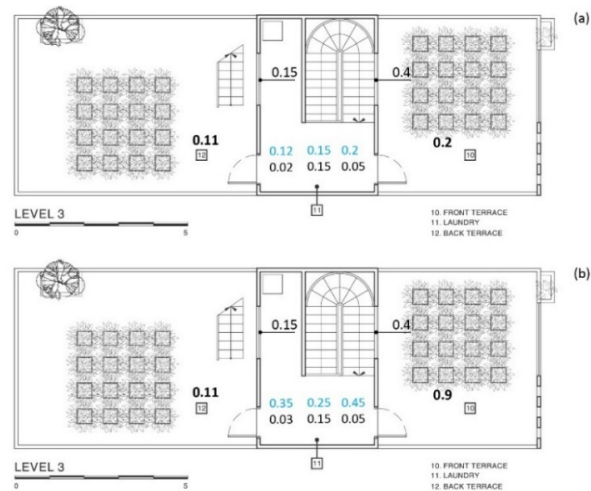 (a)
0.15
0.4
0.11
12
0.12 0.15 0.2
0.02 0.15 0.05
0.2
10
11
LEVEL 3
0 5
10. FRONT TERRACE
11. LAUNDRY
12. BACK TERRACE
(b)
0.15
0.4
0.11
12
0.35 0.25 0.45
0.03 0.15 0.05
0.9
10
11
LEVEL 3
0 5
10. FRONT TERRACE
11. LAUNDRY
12. BACK TERRACE